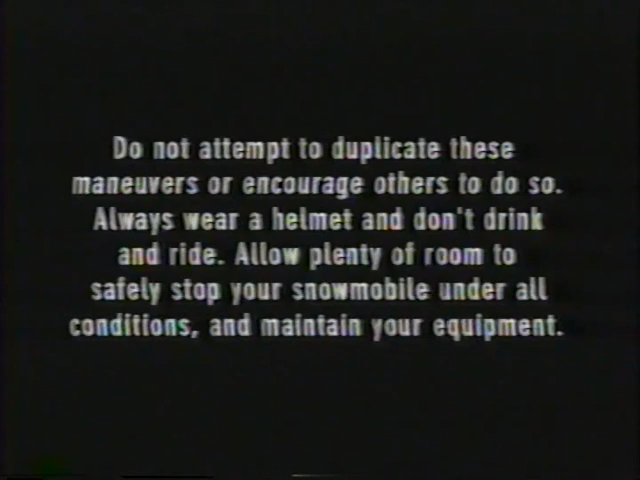 Do not attempt to duplicate these
maneuvers or encourage others to do so.
Always wear a helmet and don't drink
and ride. Allow plenty of room to
safely stop your snowmobile under all
conditions, and maintain your equipment.